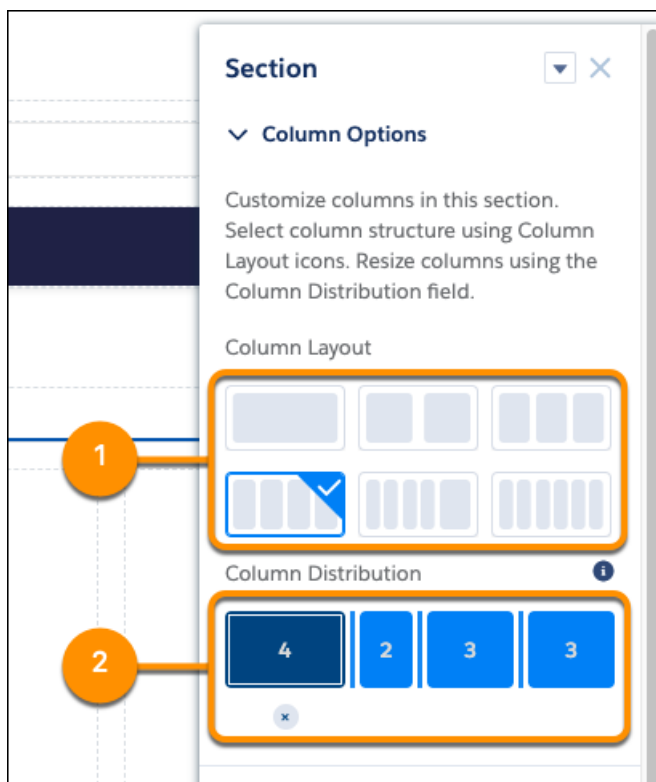 Section
Column Options
Customize columns in this section.
Select column structure using Column
Layout icons. Resize columns using the
Column Distribution field.
Column Layout
1
Column Distribution
2
4 2 3 3